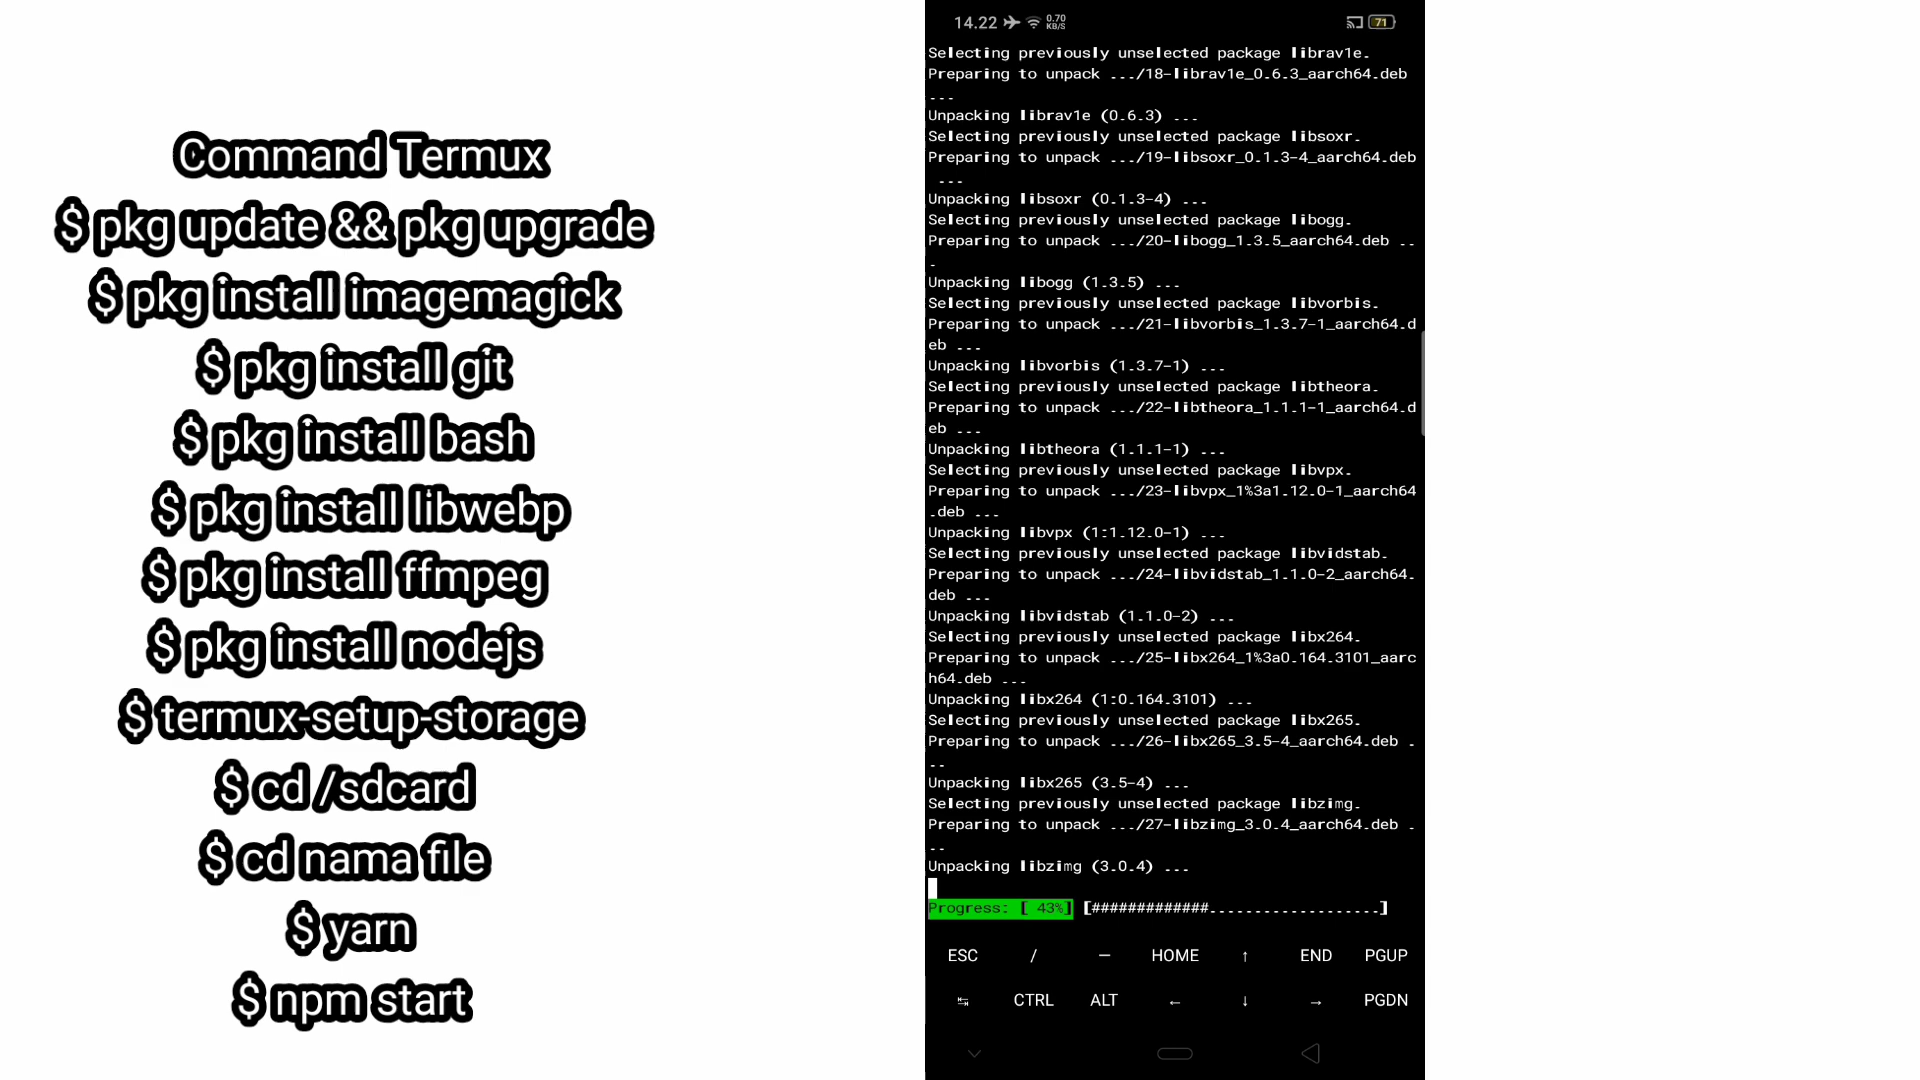 Command Termux
$ pkg update && pkg upgrade
$ pkg install imagemagick
$ pkg install git
$ pkg install bash
$ pkg install libwebp
$ pkg install ffmpeg
$ pkg install nodejs
$ termux-setup-storage
$ cd /sdcard
$ cd nama file
$ yarn
$ npm start
14.22 0.70 KB/S 71
Selecting previously unselected package librav1e.
Preparing to unpack .../18-librav1e_0.6.3_aarch64.deb
...
Unpacking librav1e (0.6.3) ...
Selecting previously unselected package libsoxr.
Preparing to unpack .../19-libsoxr_0.1.3-4_aarch64.deb
...
Unpacking libsoxr (0.1.3-4) ...
Selecting previously unselected package libogg.
Preparing to unpack .../20-libogg_1.3.5_aarch64.deb ..
.
Unpacking libogg (1.3.5) ...
Selecting previously unselected package libvorbis.
Preparing to unpack .../21-libvorbis_1.3.7-1_aarch64.d
eb ...
Unpacking libvorbis (1.3.7-1) ...
Selecting previously unselected package libtheora.
Preparing to unpack .../22-libtheora_1.1.1-1_aarch64.d
eb ...
Unpacking libtheora (1.1.1-1) ...
Selecting previously unselected package libvpx.
Preparing to unpack .../23-libvpx_1%3a1.12.0-1_aarch64
.deb ...
Unpacking libvpx (1:1.12.0-1) ...
Selecting previously unselected package libvidstab.
Preparing to unpack .../24-libvidstab_1.1.0-2_aarch64.
deb ...
Unpacking libvidstab (1.1.0-2) ...
Selecting previously unselected package libx264.
Preparing to unpack .../25-libx264_1%3a0.164.3101_aarc
h64.deb ...
Unpacking libx264 (1:0.164.3101) ...
Selecting previously unselected package libx265.
Preparing to unpack .../26-libx265_3.5-4_aarch64.deb .
..
Unpacking libx265 (3.5-4) ...
Selecting previously unselected package libzimg.
Preparing to unpack .../27-libzimg_3.0.4_aarch64.deb .
..
Unpacking libzimg (3.0.4) ...
Progress: [ 43%] [#############...................]
ESC / — HOME ↑ END PGUP
↹ CTRL ALT ← ↓ → PGDN